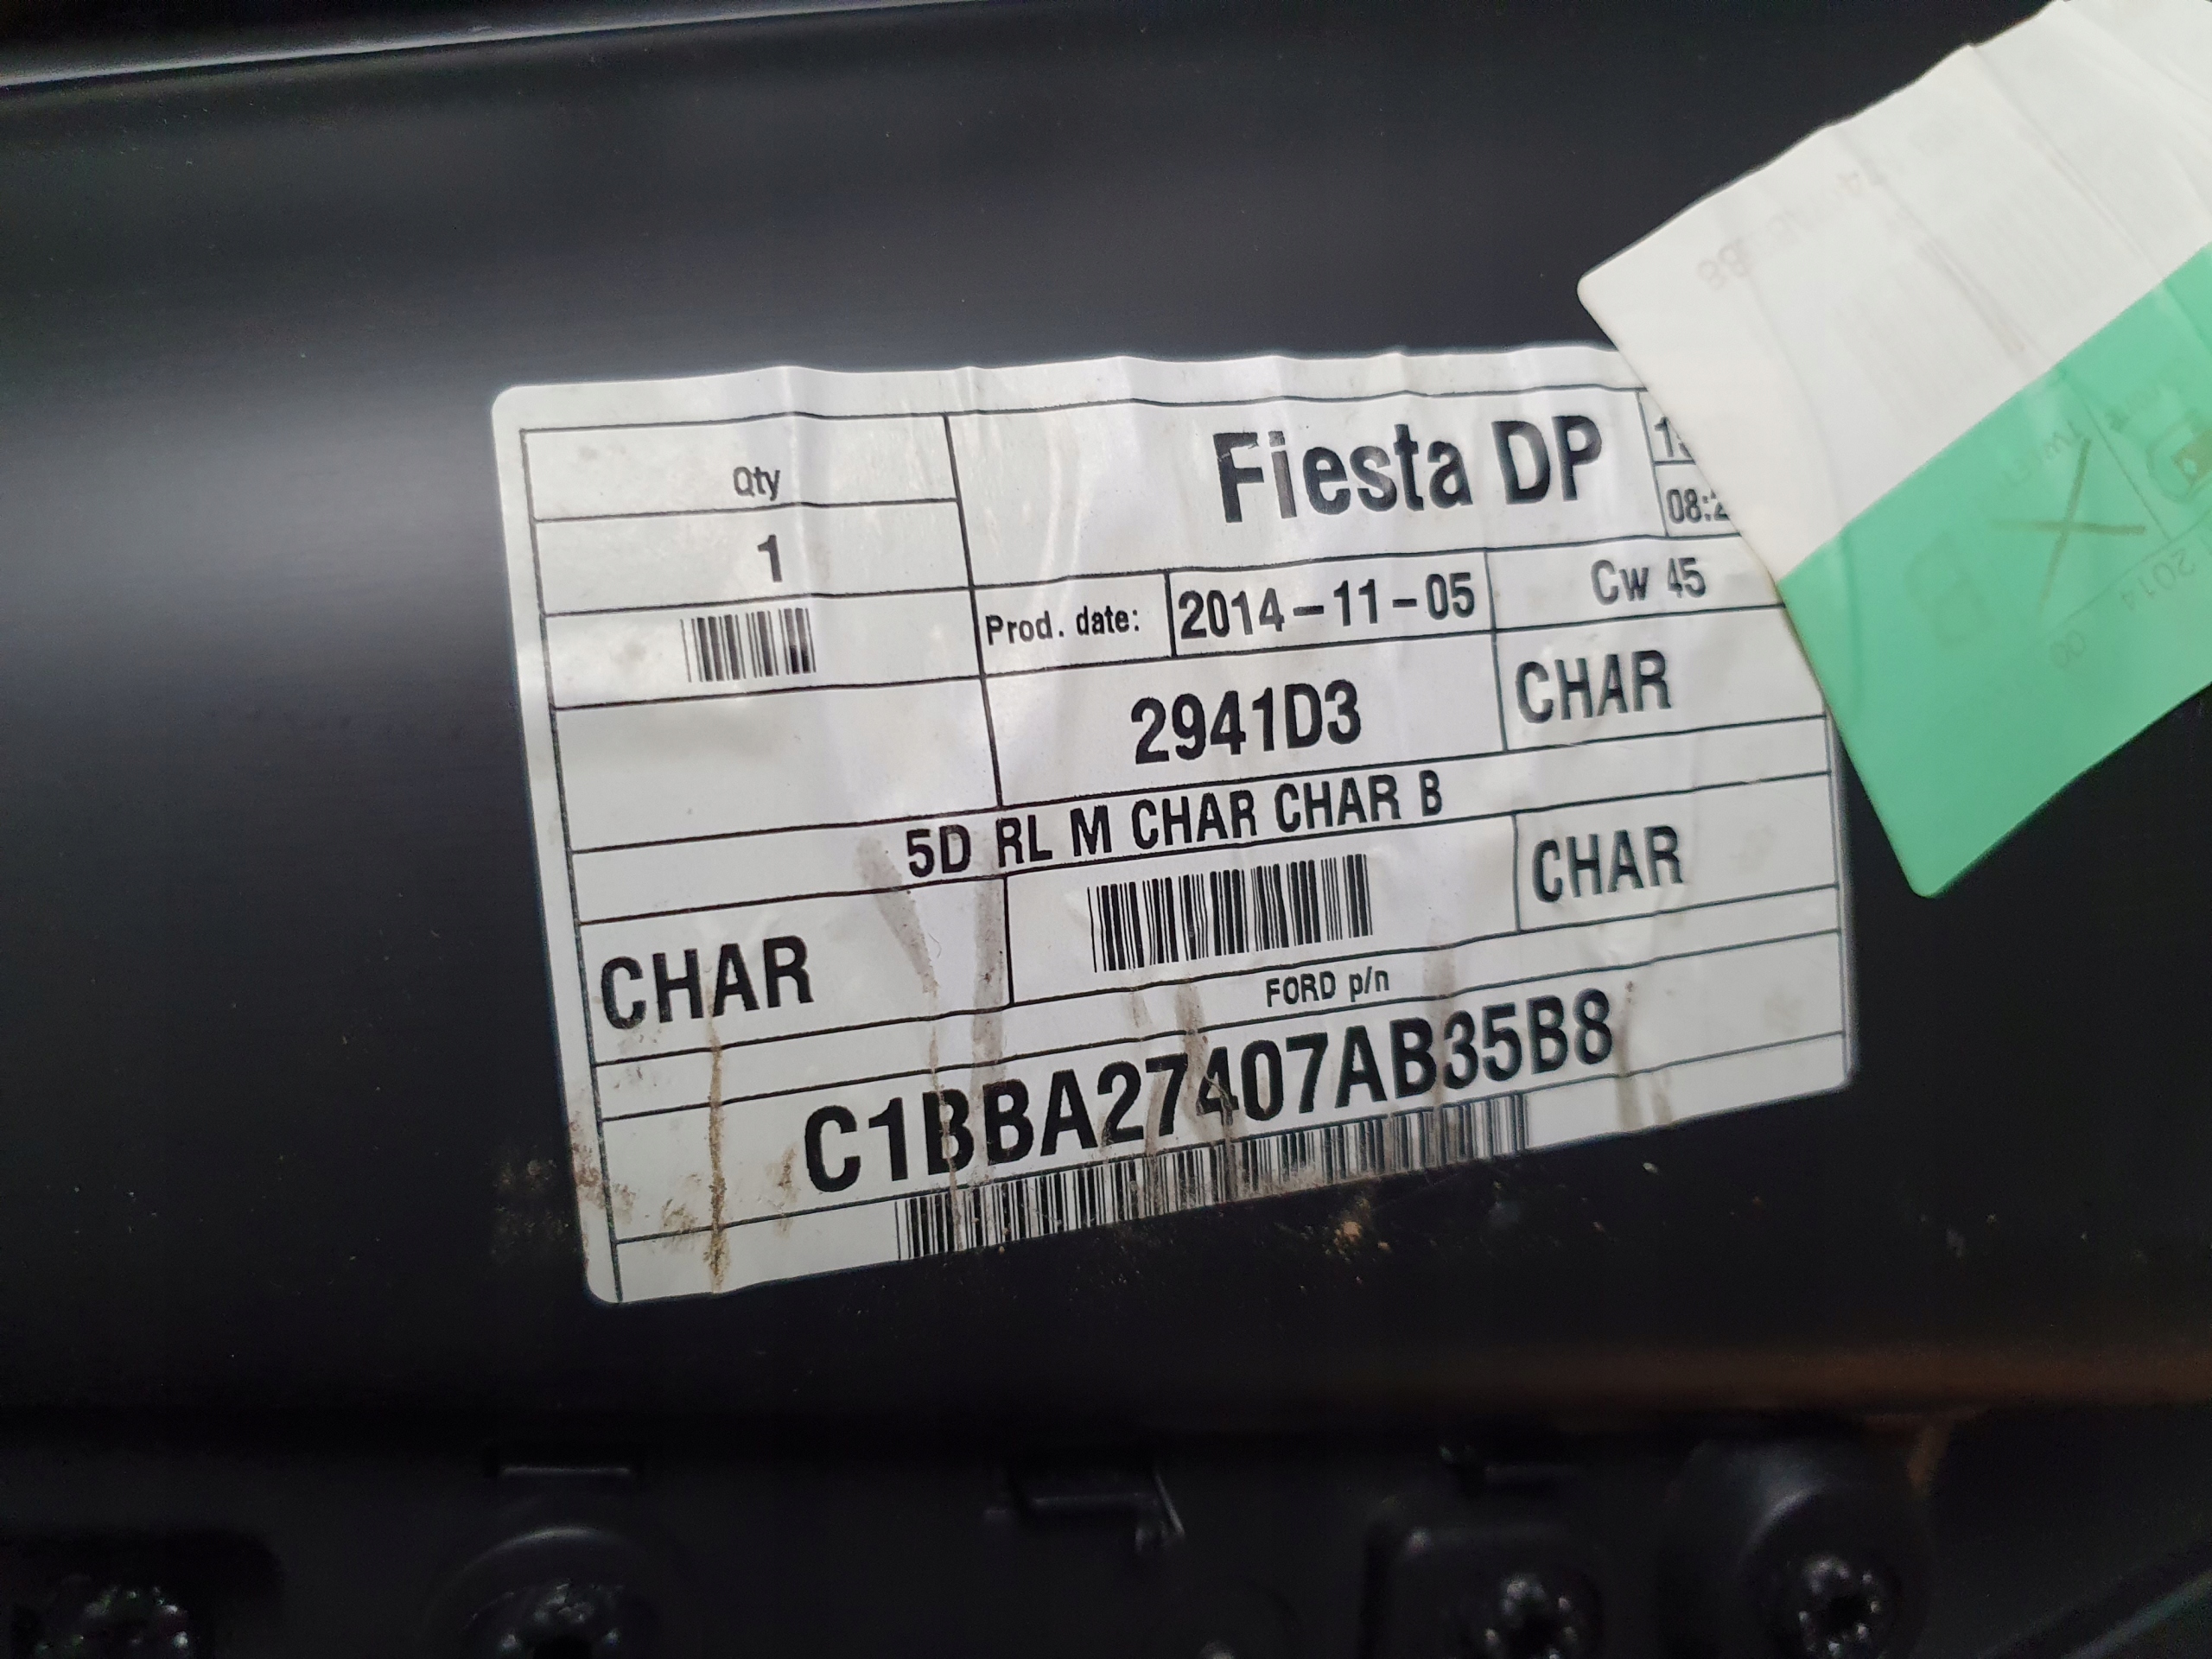 Qty
Fiesta DP
1
Prod. date: 2014-11-05 Cw 45
2941D3 CHAR
5D RL M CHAR CHAR B
CHAR CHAR
FORD p/n
C1BBA27407AB35B8